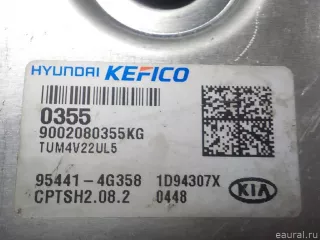 HYUNDAI KEFICO
0355
9002080355KG
TUM4V22UL5
95441-4G358 1D94307X
CPTSH2.08.2 0448
KIA
© eaural.ru